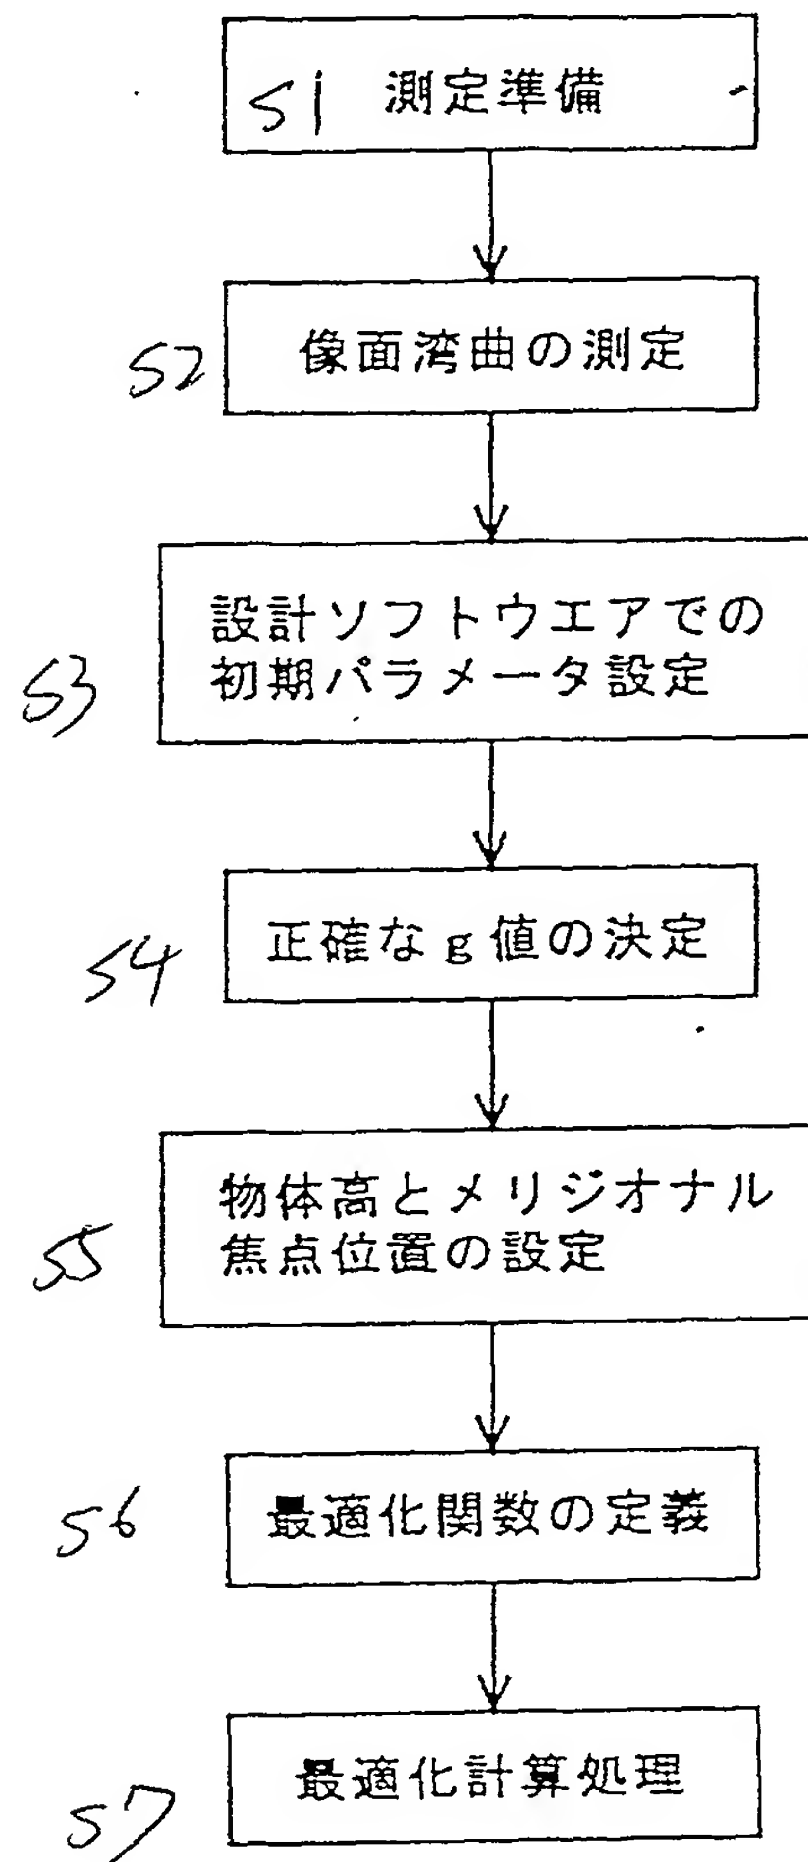 S1 測定準備
S2 像面湾曲の測定
S3 設計ソフトウエアでの
初期パラメータ設定
S4 正確なg値の決定
S5 物体高とメリジオナル
焦点位置の設定
S6 最適化関数の定義
S7 最適化計算処理